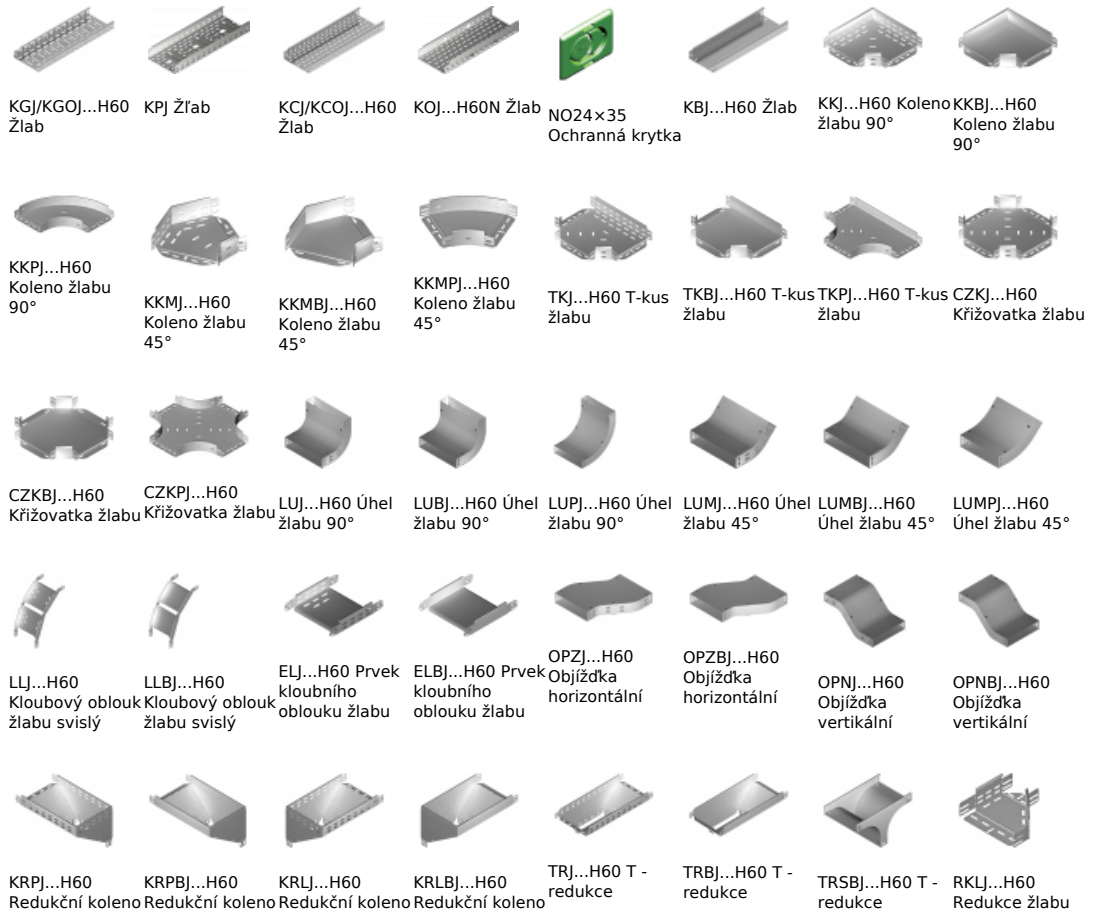 KGJ/KGOJ...H60
Žlab
KPJ Žľab
KCJ/KCOJ...H60
Žlab
KOJ...H60N Žlab
NO24×35
Ochranná krytka
KBJ...H60 Žlab
KKJ...H60 Koleno
žlabu 90°
KKBJ...H60
Koleno žlabu
90°
KKPJ...H60
Koleno žlabu
90°
KKMJ...H60
Koleno žlabu
45°
KKMBJ...H60
Koleno žlabu
45°
KKMPJ...H60
Koleno žlabu
45°
TKJ...H60 T-kus
žlabu
TKBJ...H60 T-kus
žlabu
TKPJ...H60 T-kus
žlabu
CZKJ...H60
Křižovatka žlabu
CZKBJ...H60
Křižovatka žlabu
CZKPJ...H60
Křižovatka žlabu
LUJ...H60 Úhel
žlabu 90°
LUBJ...H60 Úhel
žlabu 90°
LUPJ...H60 Úhel
žlabu 90°
LUMJ...H60 Úhel
žlabu 45°
LUMBJ...H60
Úhel žlabu 45°
LUMPJ...H60
Úhel žlabu 45°
LLJ...H60
Kloubový oblouk
žlabu svislý
LLBJ...H60
Kloubový oblouk
žlabu svislý
ELJ...H60 Prvek
kloubního
oblouku žlabu
ELBJ...H60 Prvek
kloubního
oblouku žlabu
OPZJ...H60
Objížďka
horizontální
OPZBJ...H60
Objížďka
horizontální
OPNJ...H60
Objížďka
vertikální
OPNBJ...H60
Objížďka
vertikální
KRPJ...H60
Redukční koleno
KRPBJ...H60
Redukční koleno
KRLJ...H60
Redukční koleno
KRLBJ...H60
Redukční koleno
TRJ...H60 T -
redukce
TRBJ...H60 T -
redukce
TRSBJ...H60 T -
redukce
RKLJ...H60
Redukce žlabu